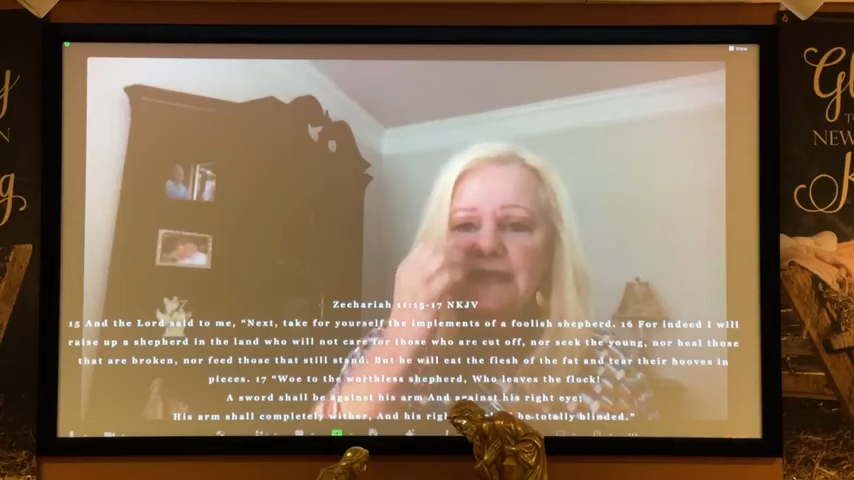 View
Zechariah 11:15-17 NKJV
15 And the Lord said to me, “Next, take for yourself the implements of a foolish shepherd. 16 For indeed I will
raise up a shepherd in the land who will not care for those who are cut off, nor seek the young, nor heal those
that are broken, nor feed those that still stand. But he will eat the flesh of the fat and tear their hooves in
pieces. 17 “Woe to the worthless shepherd, Who leaves the flock!
A sword shall be against his arm And against his right eye;
His arm shall completely wither, And his be totally blinded.”
NEW